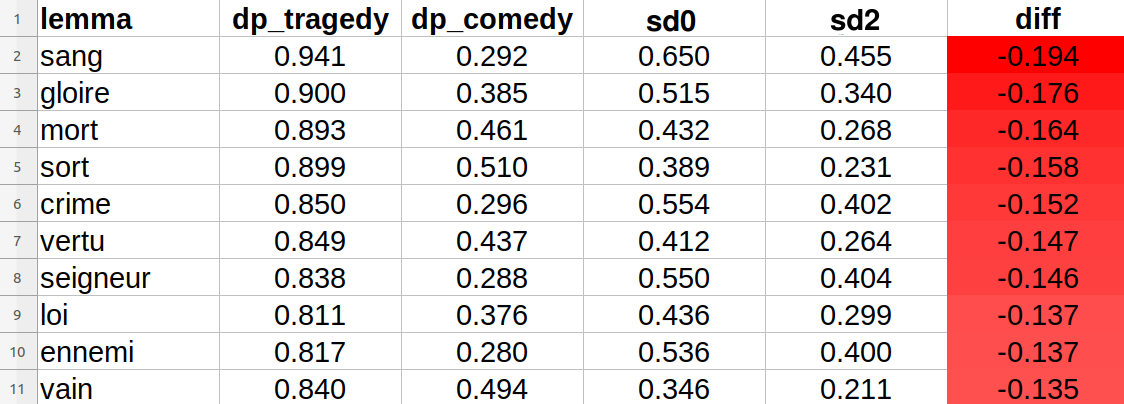 1 lemma dp_tragedy dp_comedy sd0 sd2 diff
2 sang 0.941 0.292 0.650 0.455 -0.194
3 gloire 0.900 0.385 0.515 0.340 -0.176
4 mort 0.893 0.461 0.432 0.268 -0.164
5 sort 0.899 0.510 0.389 0.231 -0.158
6 crime 0.850 0.296 0.554 0.402 -0.152
7 vertu 0.849 0.437 0.412 0.264 -0.147
8 seigneur 0.838 0.288 0.550 0.404 -0.146
9 loi 0.811 0.376 0.436 0.299 -0.137
10 ennemi 0.817 0.280 0.536 0.400 -0.137
11 vain 0.840 0.494 0.346 0.211 -0.135